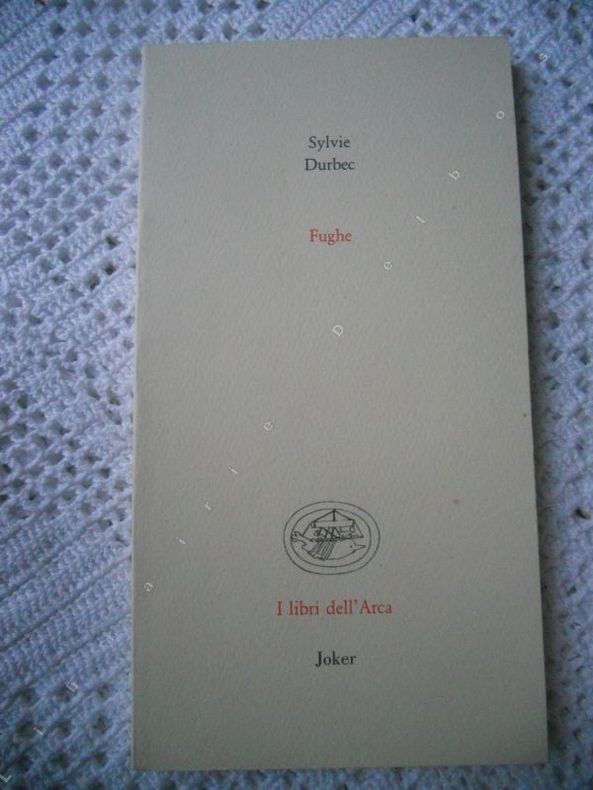 Sylvie
Durbec
Fughe
I libri dell'Arca
Joker
Librairie Delbos